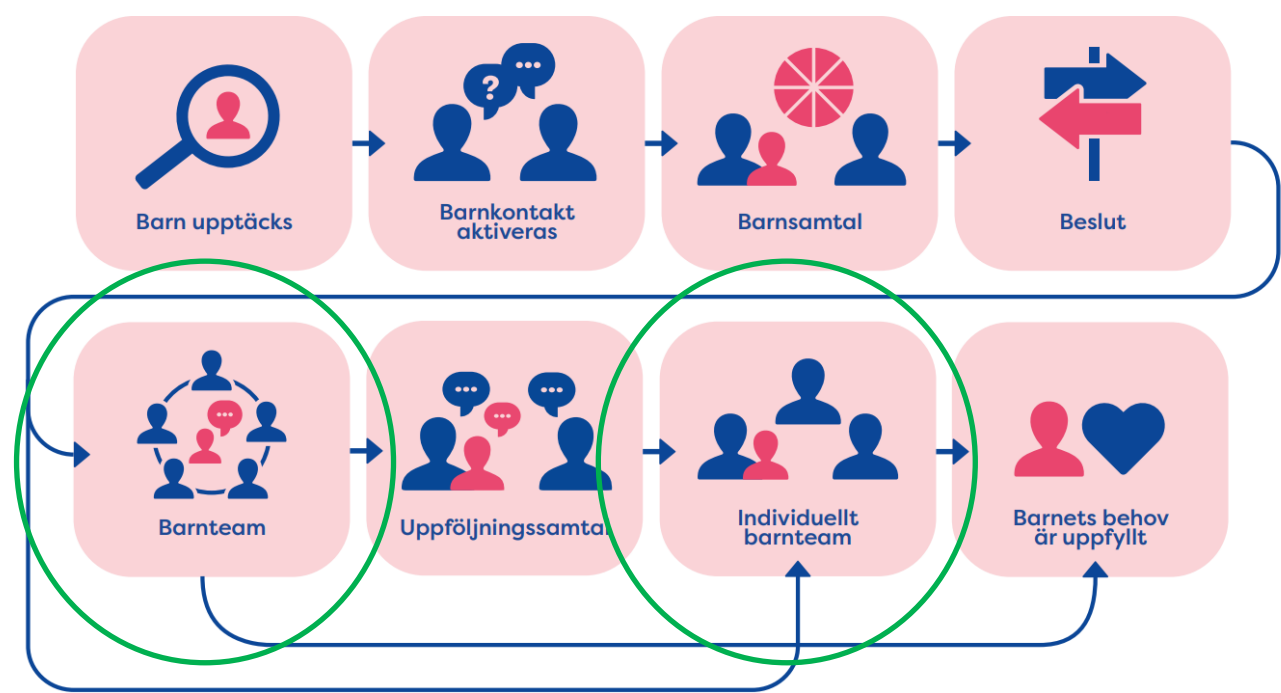 ?
Barn upptäcks
Barnkontakt
aktiveras
Barnsamtal
Beslut
Barnteam
Uppföljningssamtal
Individuellt
barnteam
Barnets behov
är uppfyllt